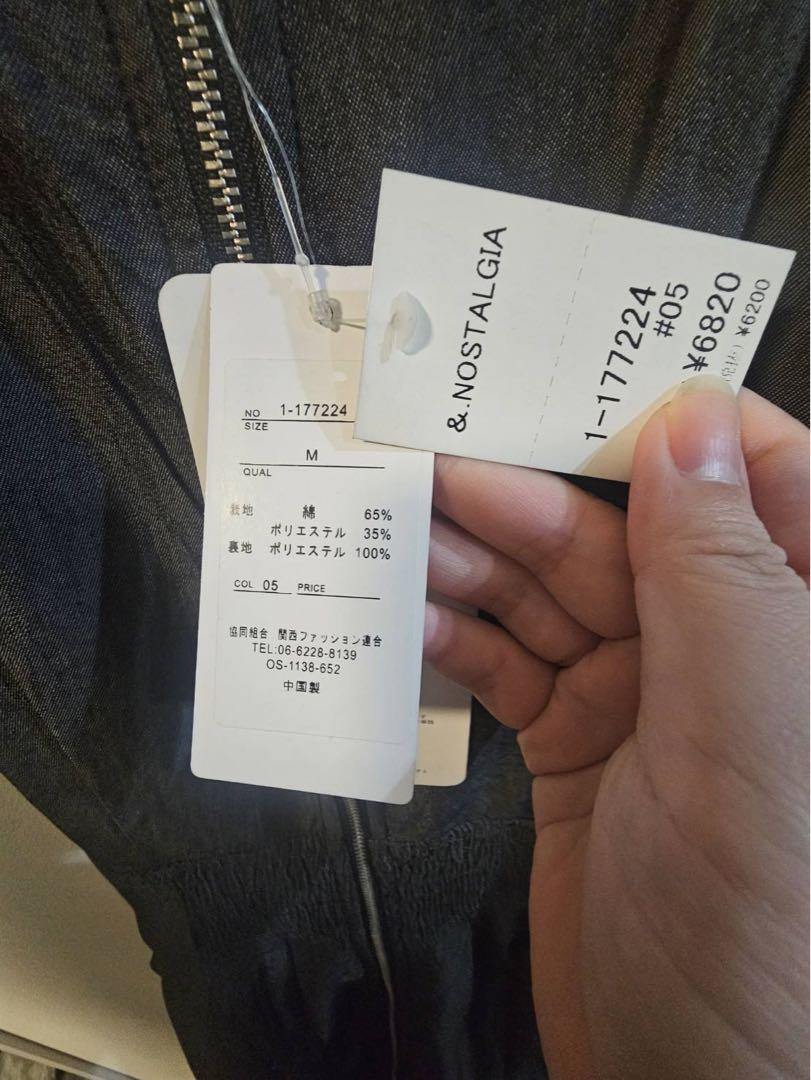 &.NOSTALGIA
1-177224
#05
¥6820
¥6200
NO 1-177224
SIZE
M
QUAL
表地 綿 65%
ポリエステル 35%
裏地 ポリエステル 100%
COL 05 PRICE
協同組合 関西ファッション連合
TEL:06-6228-8139
OS-1138-652
中国製